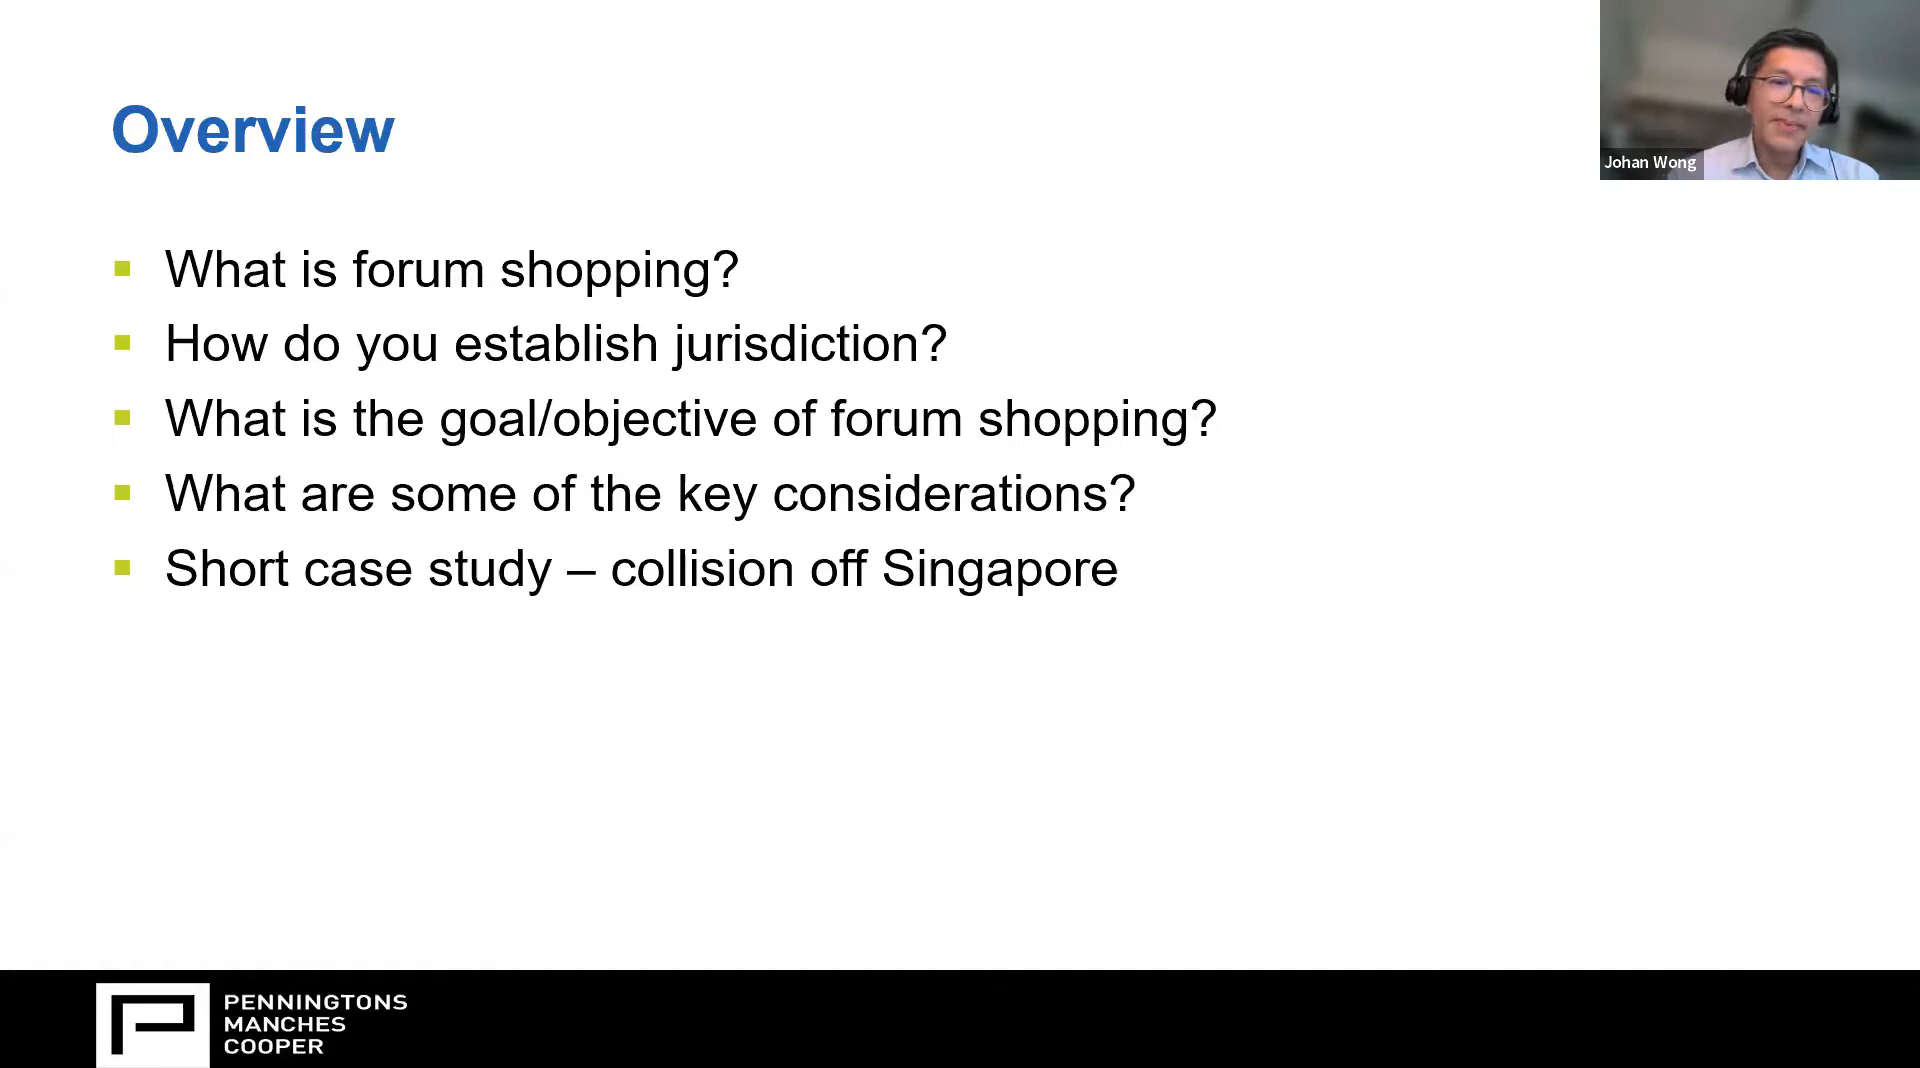 Overview
What is forum shopping?
How do you establish jurisdiction?
What is the goal/objective of forum shopping?
What are some of the key considerations?
Short case study – collision off Singapore
Johan Wong
PENNINGTONS
MANCHES
COOPER